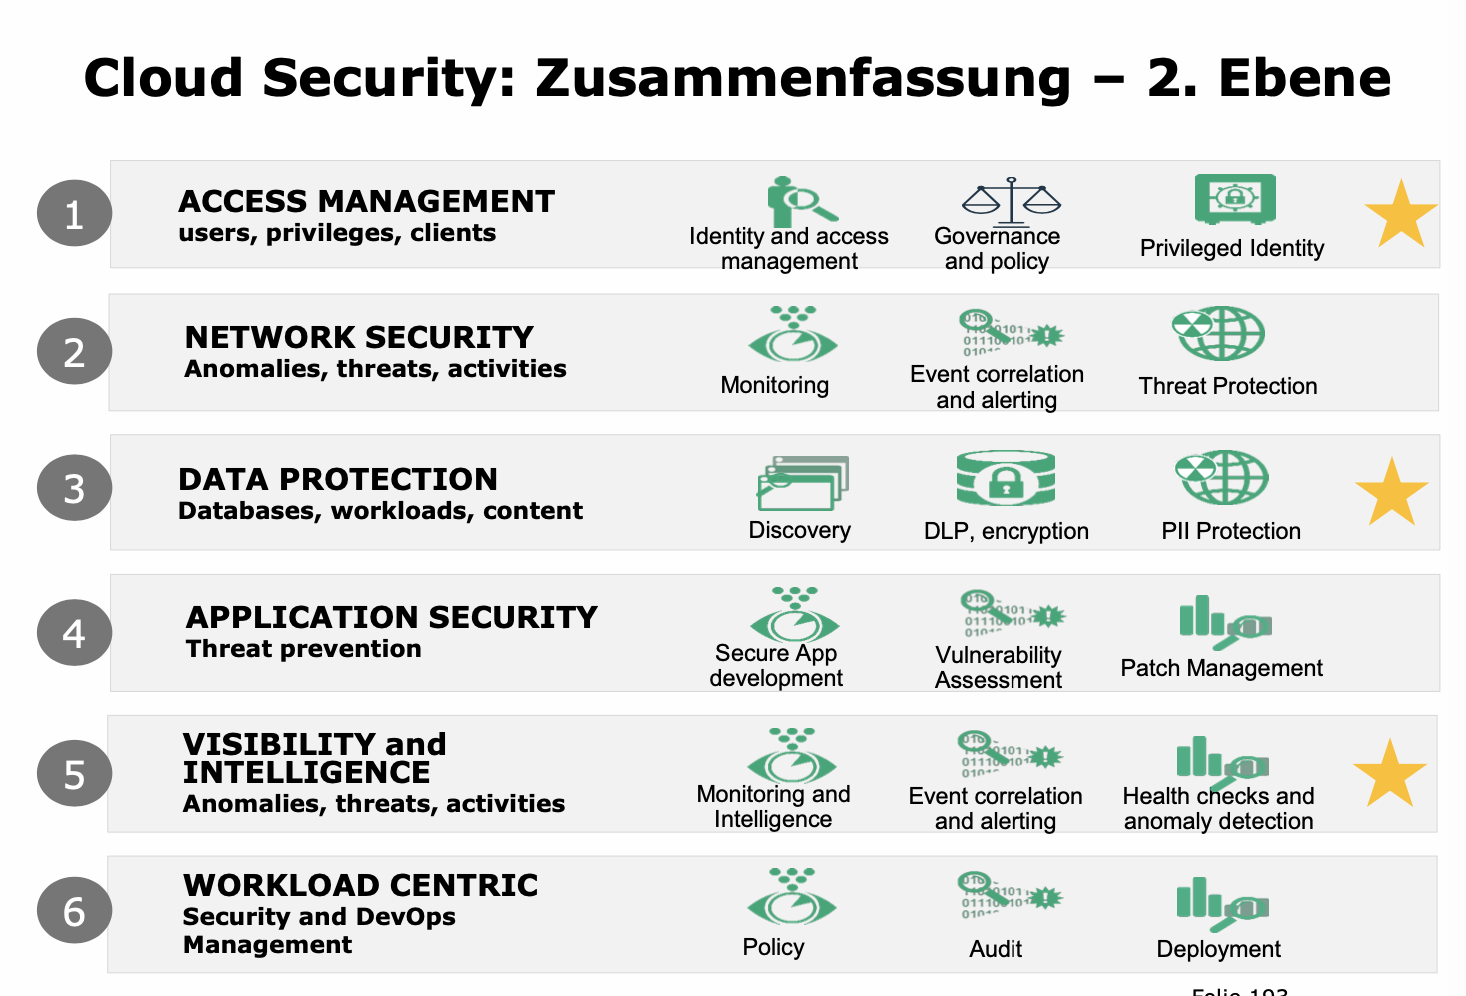 Cloud Security: Zusammenfassung – 2. Ebene
1
ACCESS MANAGEMENT
users, privileges, clients
Identity and access
management
Governance
and policy
Privileged Identity
2
NETWORK SECURITY
Anomalies, threats, activities
Monitoring
Event correlation
and alerting
Threat Protection
3
DATA PROTECTION
Databases, workloads, content
Discovery
DLP, encryption
PII Protection
4
APPLICATION SECURITY
Threat prevention
Secure App
development
Vulnerability
Assessment
Patch Management
5
VISIBILITY and
INTELLIGENCE
Anomalies, threats, activities
Monitoring and
Intelligence
Event correlation
and alerting
Health checks and
anomaly detection
6
WORKLOAD CENTRIC
Security and DevOps
Management
Policy
Audit
Deployment
Folie 193